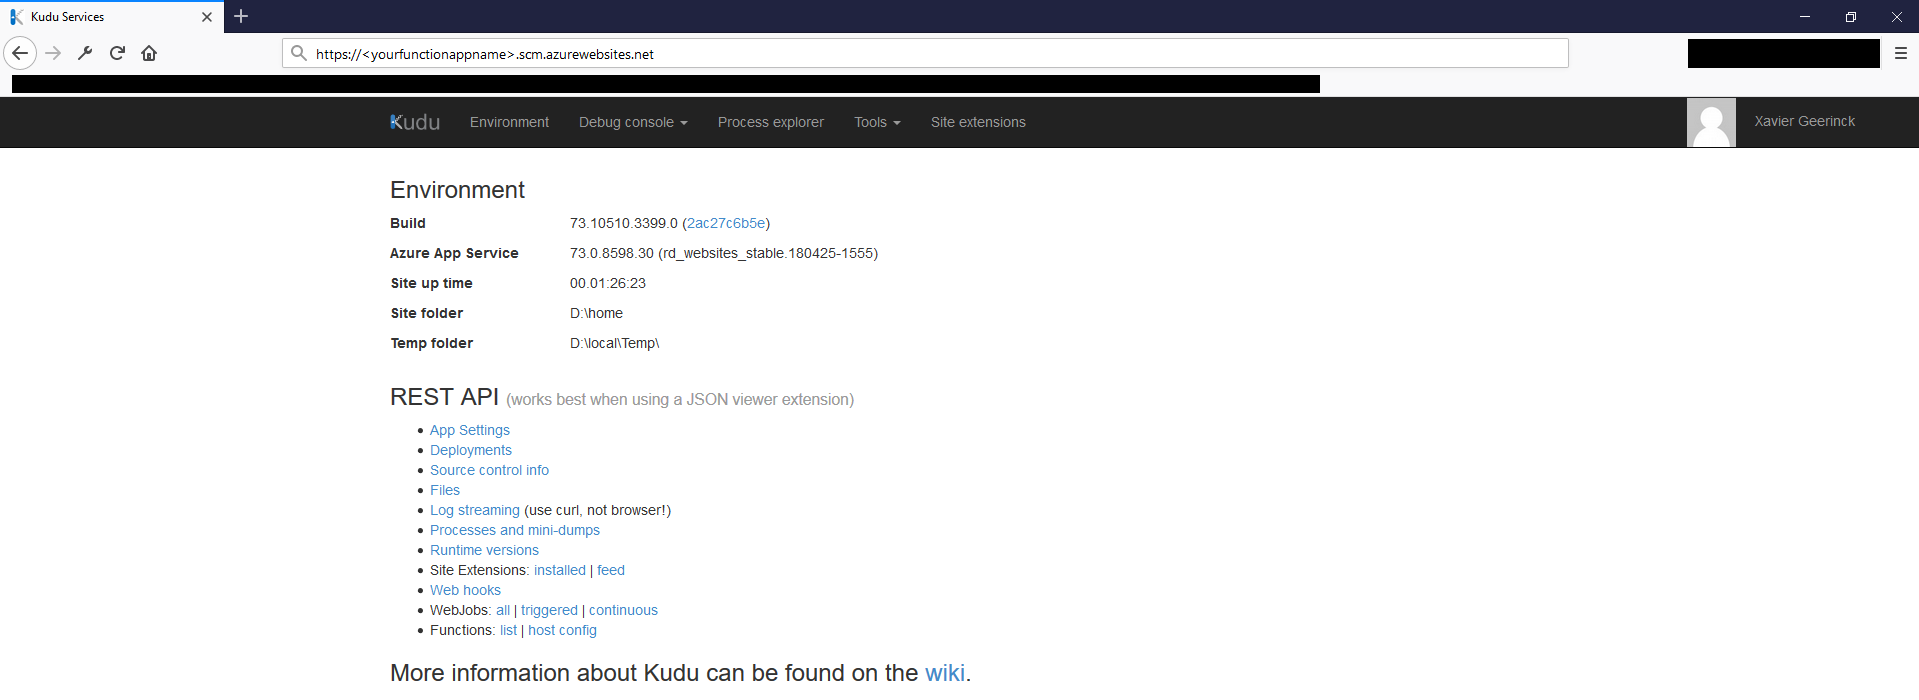 Kudu Services
https://<yourfunctionappname>.scm.azurewebsites.net
Kudu Environment Debug console Process explorer Tools Site extensions Xavier Geerinck
Environment
Build 73.10510.3399.0 (2ac27c6b5e)
Azure App Service 73.0.8598.30 (rd_websites_stable.180425-1555)
Site up time 00.01:26:23
Site folder D:\home
Temp folder D:\local\Temp\
REST API (works best when using a JSON viewer extension)
App Settings
Deployments
Source control info
Files
Log streaming (use curl, not browser!)
Processes and mini-dumps
Runtime versions
Site Extensions: installed | feed
Web hooks
WebJobs: all | triggered | continuous
Functions: list | host config
More information about Kudu can be found on the wiki.